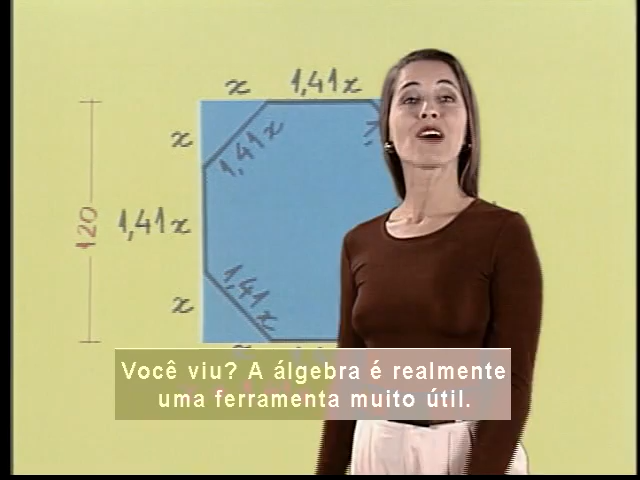 x 1,41x
x
1,41x
120
1,41x
1,41x
x
Você viu? A álgebra é realmente
uma ferramenta muito útil.